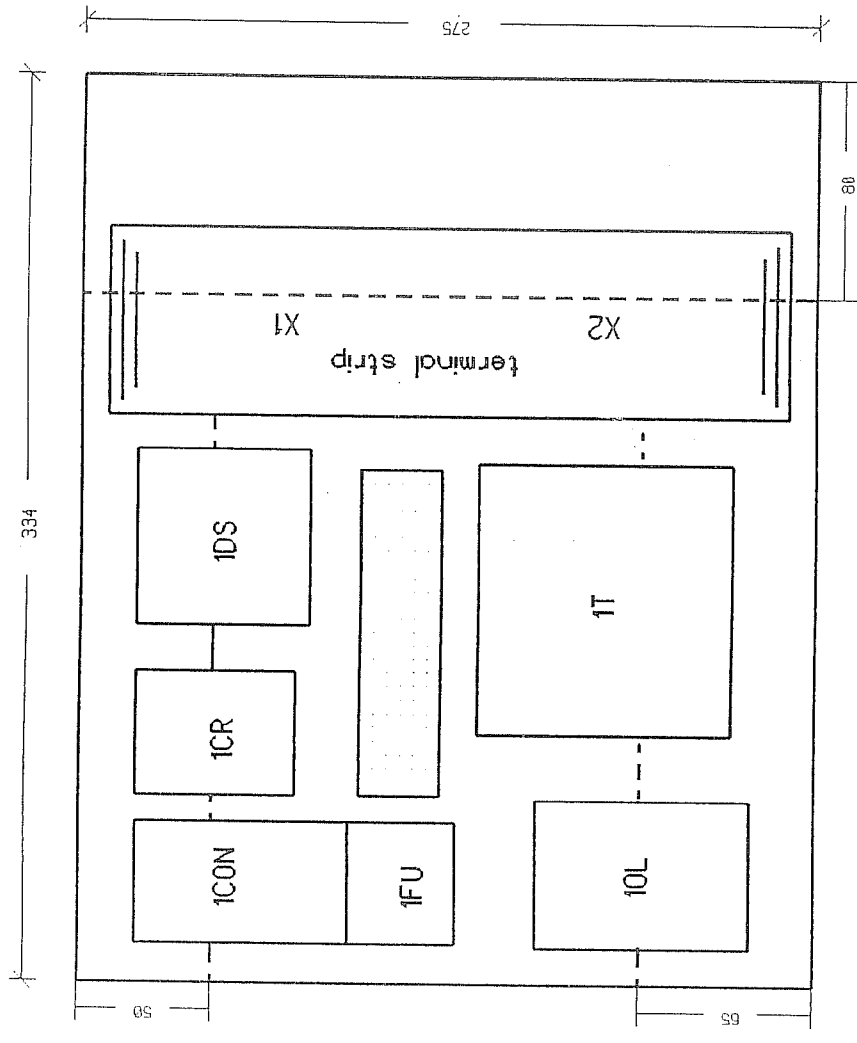 275
334
80
X1
X2
terminal strip
1DS
1T
1CR
1CON
1FU
1OL
50
65